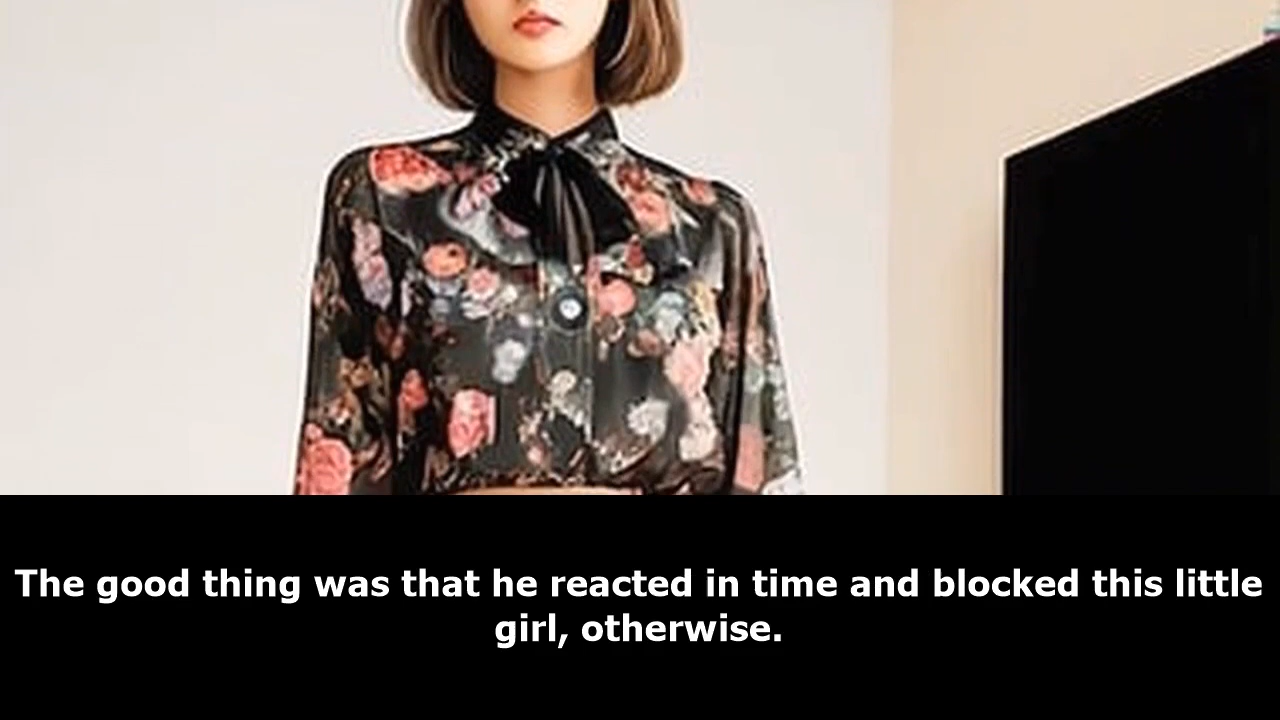 The good thing was that he reacted in time and blocked this little
girl, otherwise.